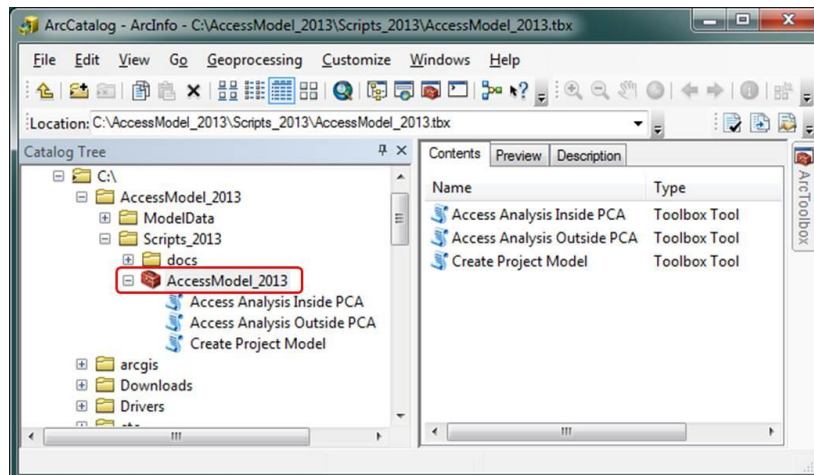 ArcCatalog - ArcInfo - C:\AccessModel_2013\Scripts_2013\AccessModel_2013.tbx
File Edit View Go Geoprocessing Customize Windows Help
Location: C:\AccessModel_2013\Scripts_2013\AccessModel_2013.tbx
Catalog Tree
C:\
AccessModel_2013
ModelData
Scripts_2013
docs
AccessModel_2013
Access Analysis Inside PCA
Access Analysis Outside PCA
Create Project Model
arcgis
Downloads
Drivers
Contents Preview Description
Name Type
Access Analysis Inside PCA Toolbox Tool
Access Analysis Outside PCA Toolbox Tool
Create Project Model Toolbox Tool
ArcToolbox